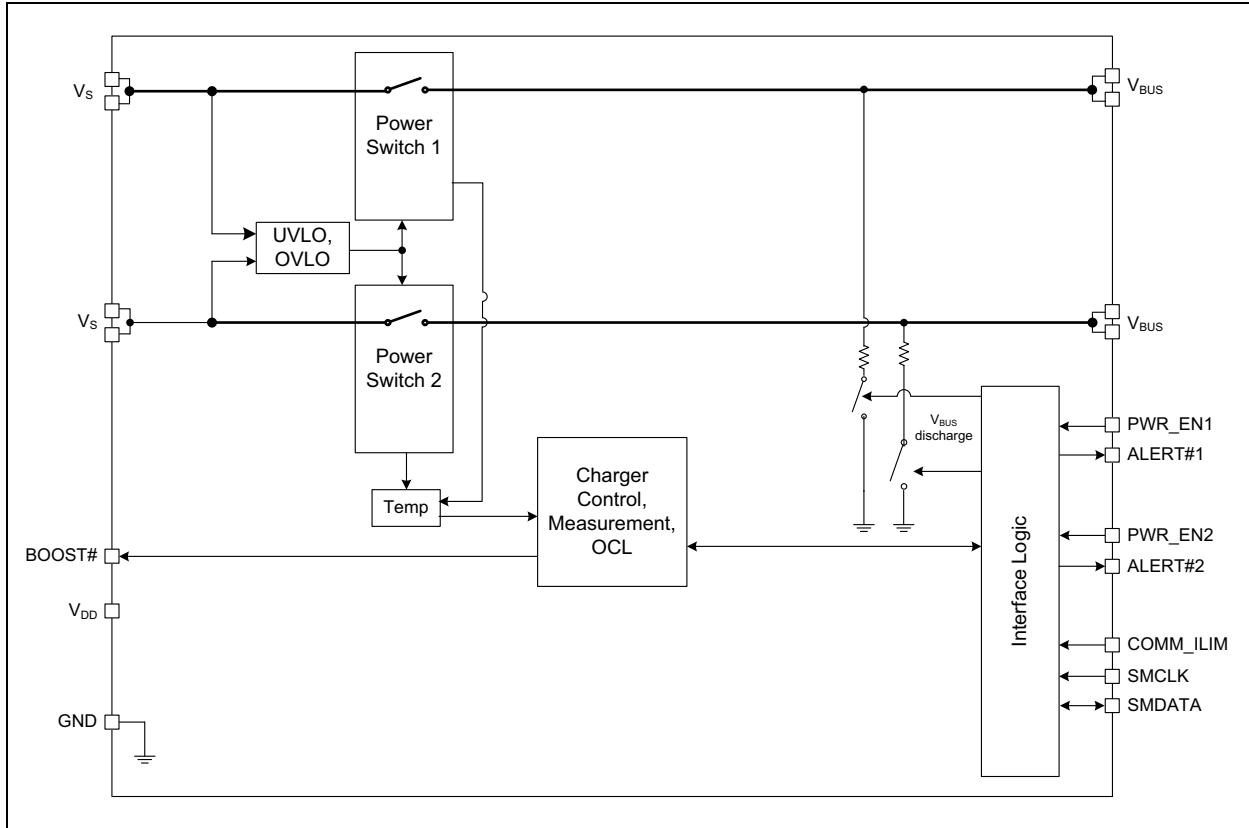 VS
VBUS
Power
Switch 1
UVLO,
OVLO
VS
VBUS
Power
Switch 2
VBUS
discharge
PWR_EN1
ALERT#1
Charger
Control,
Measurement,
OCL
Temp
Interface Logic
PWR_EN2
ALERT#2
BOOST#
VDD
COMM_ILIM
SMCLK
SMDATA
GND